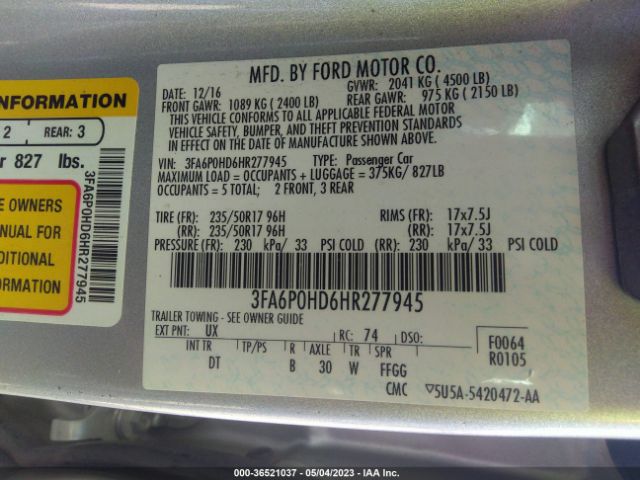 INFORMATION
2 REAR: 3
r 827 lbs.
E OWNERS
NUAL FOR
DITIONAL
ORMATION
3FA6P0HD6HR277945
MFD. BY FORD MOTOR CO.
DATE: 12/16 GVWR: 2041 KG ( 4500 LB)
FRONT GAWR: 1089 KG ( 2400 LB) REAR GAWR: 975 KG ( 2150 LB)
THIS VEHICLE CONFORMS TO ALL APPLICABLE FEDERAL MOTOR
VEHICLE SAFETY, BUMPER, AND THEFT PREVENTION STANDARDS IN
EFFECT ON THE DATE OF MANUFACTURE SHOWN ABOVE.
VIN: 3FA6P0HD6HR277945 TYPE: Passenger Car
MAXIMUM LOAD = OCCUPANTS + LUGGAGE = 375KG/ 827LB
OCCUPANTS = 5 TOTAL; 2 FRONT, 3 REAR
TIRE (FR): 235/50R17 96H RIMS (FR): 17x7.5J
(RR): 235/50R17 96H (RR): 17x7.5J
PRESSURE (FR): 230 kPa/ 33 PSI COLD (RR): 230 kPa/ 33 PSI COLD
3FA6P0HD6HR277945
TRAILER TOWING - SEE OWNER GUIDE
EXT PNT: UX RC: 74 DSO: F0064
INT TR TP/PS R AXLE TR SPR R0105
DT B 30 W FFGG
CMC ▽5U5A-5420472-AA
000-36521037 - 05/04/2023 - IAA Inc.